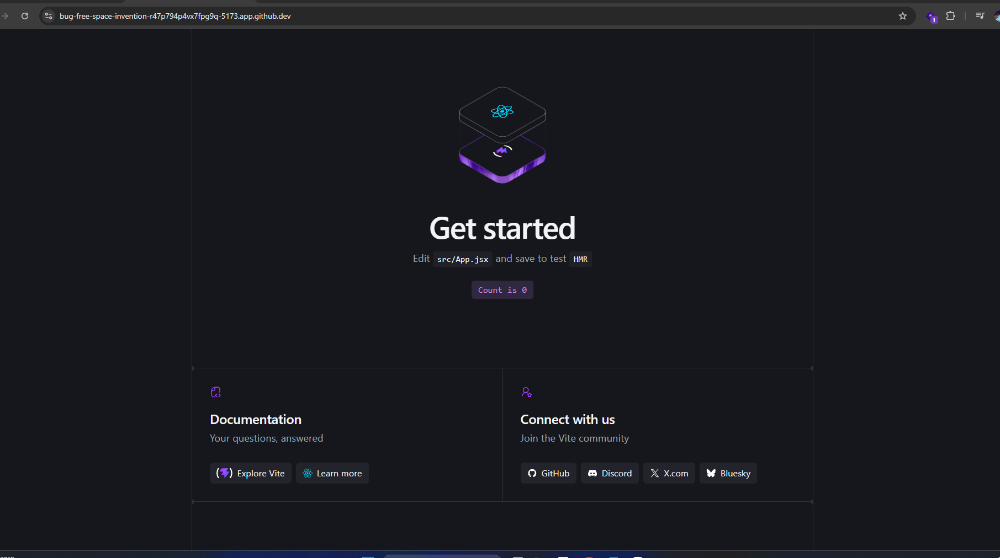 bug-free-space-invention-r47p794p4vx7fpg9q-5173.app.github.dev
1
Get started
Edit src/App.jsx and save to test HMR
Count is 0
Documentation
Your questions, answered
Explore Vite
Learn more
Connect with us
Join the Vite community
GitHub
Discord
X.com
Bluesky